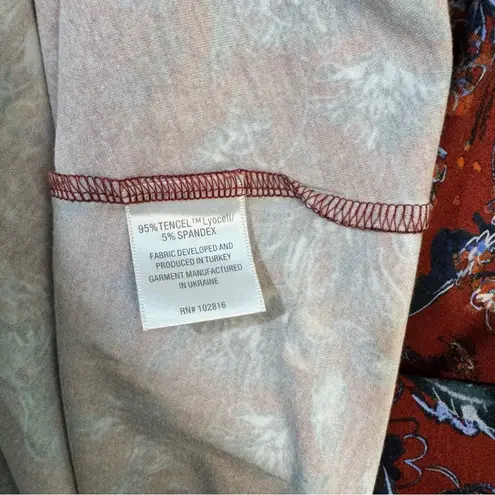 95% TENCEL™ Lyocell/
5% SPANDEX
FABRIC DEVELOPED AND
PRODUCED IN TURKEY
GARMENT MANUFACTURED
IN UKRAINE
RN# 102816